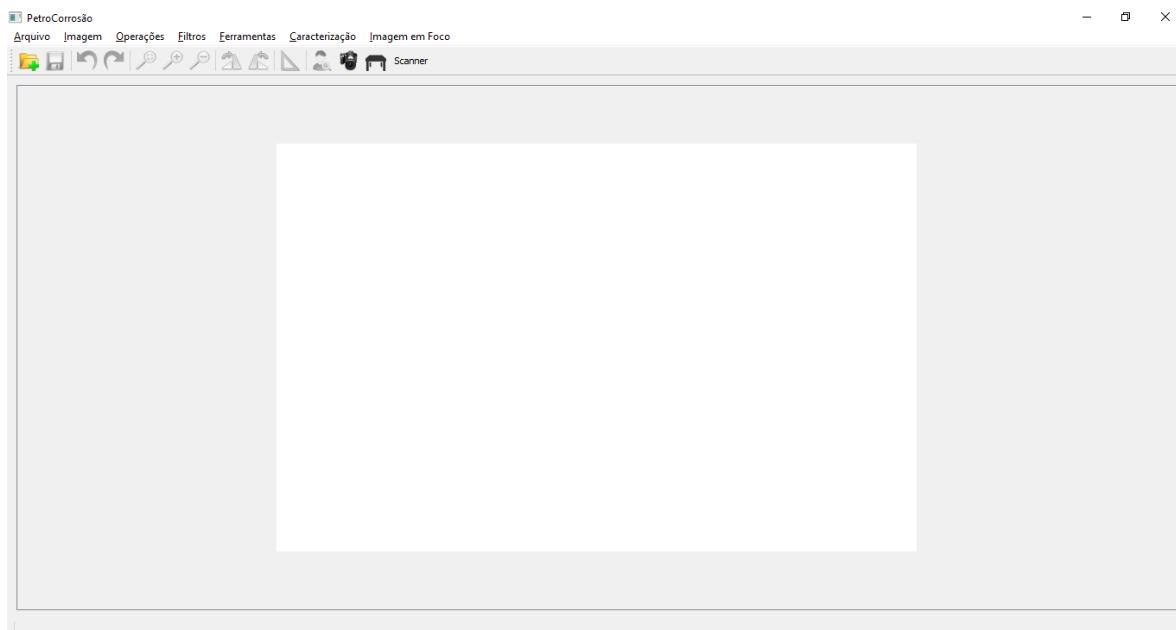 PetroCorrosão
Arquivo Imagem Operações Filtros Ferramentas Caracterização Imagem em Foco
Scanner